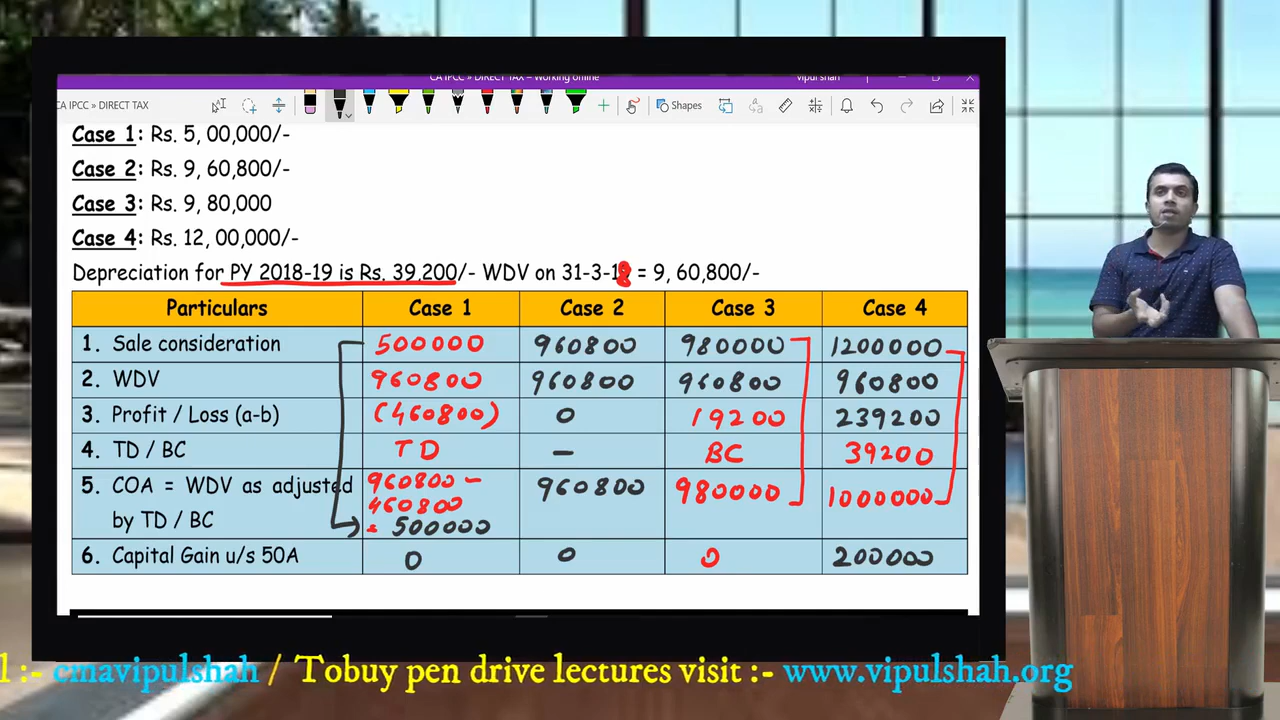 CA IPCC » DIRECT TAX – Working online
vipul shah
CA IPCC » DIRECT TAX
Shapes
Case 1: Rs. 5, 00,000/-
Case 2: Rs. 9, 60,800/-
Case 3: Rs. 9, 80,000
Case 4: Rs. 12, 00,000/-
Depreciation for PY 2018-19 is Rs. 39,200/- WDV on 31-3-18 = 9, 60,800/-
Particulars Case 1 Case 2 Case 3 Case 4
1. Sale consideration 500000 960800 980000 1200000
2. WDV 960800 960800 960800 960800
3. Profit / Loss (a-b) (460800) 0 19200 239200
4. TD / BC TD – BC 39200
5. COA = WDV as adjusted by TD / BC 960800 – 460800 = 500000 960800 980000 1000000
6. Capital Gain u/s 50A 0 0 0 200000
l :- cmavipulshah / Tobuy pen drive lectures visit :- www.vipulshah.org